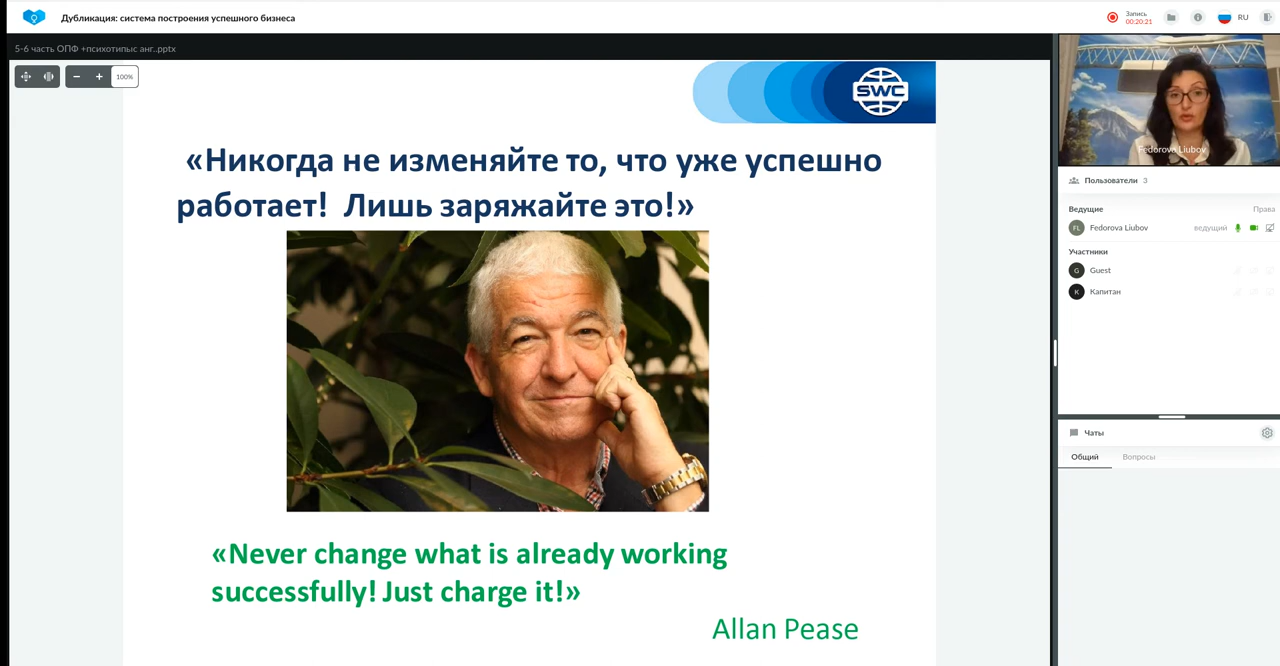 Дубликация: система построения успешного бизнеса
Запись
00:20:21
RU
5-6 часть ОПФ +психотипыс анг..pptx
100%
SWC
«Никогда не изменяйте то, что уже успешно
работает! Лишь заряжайте это!»
«Never change what is already working
successfully! Just charge it!»
Allan Pease
Fedorova Liubov
Пользователи 3
Ведущие Права
FL Fedorova Liubov ведущий
Участники
G Guest
К Капитан
Чаты
Общий Вопросы